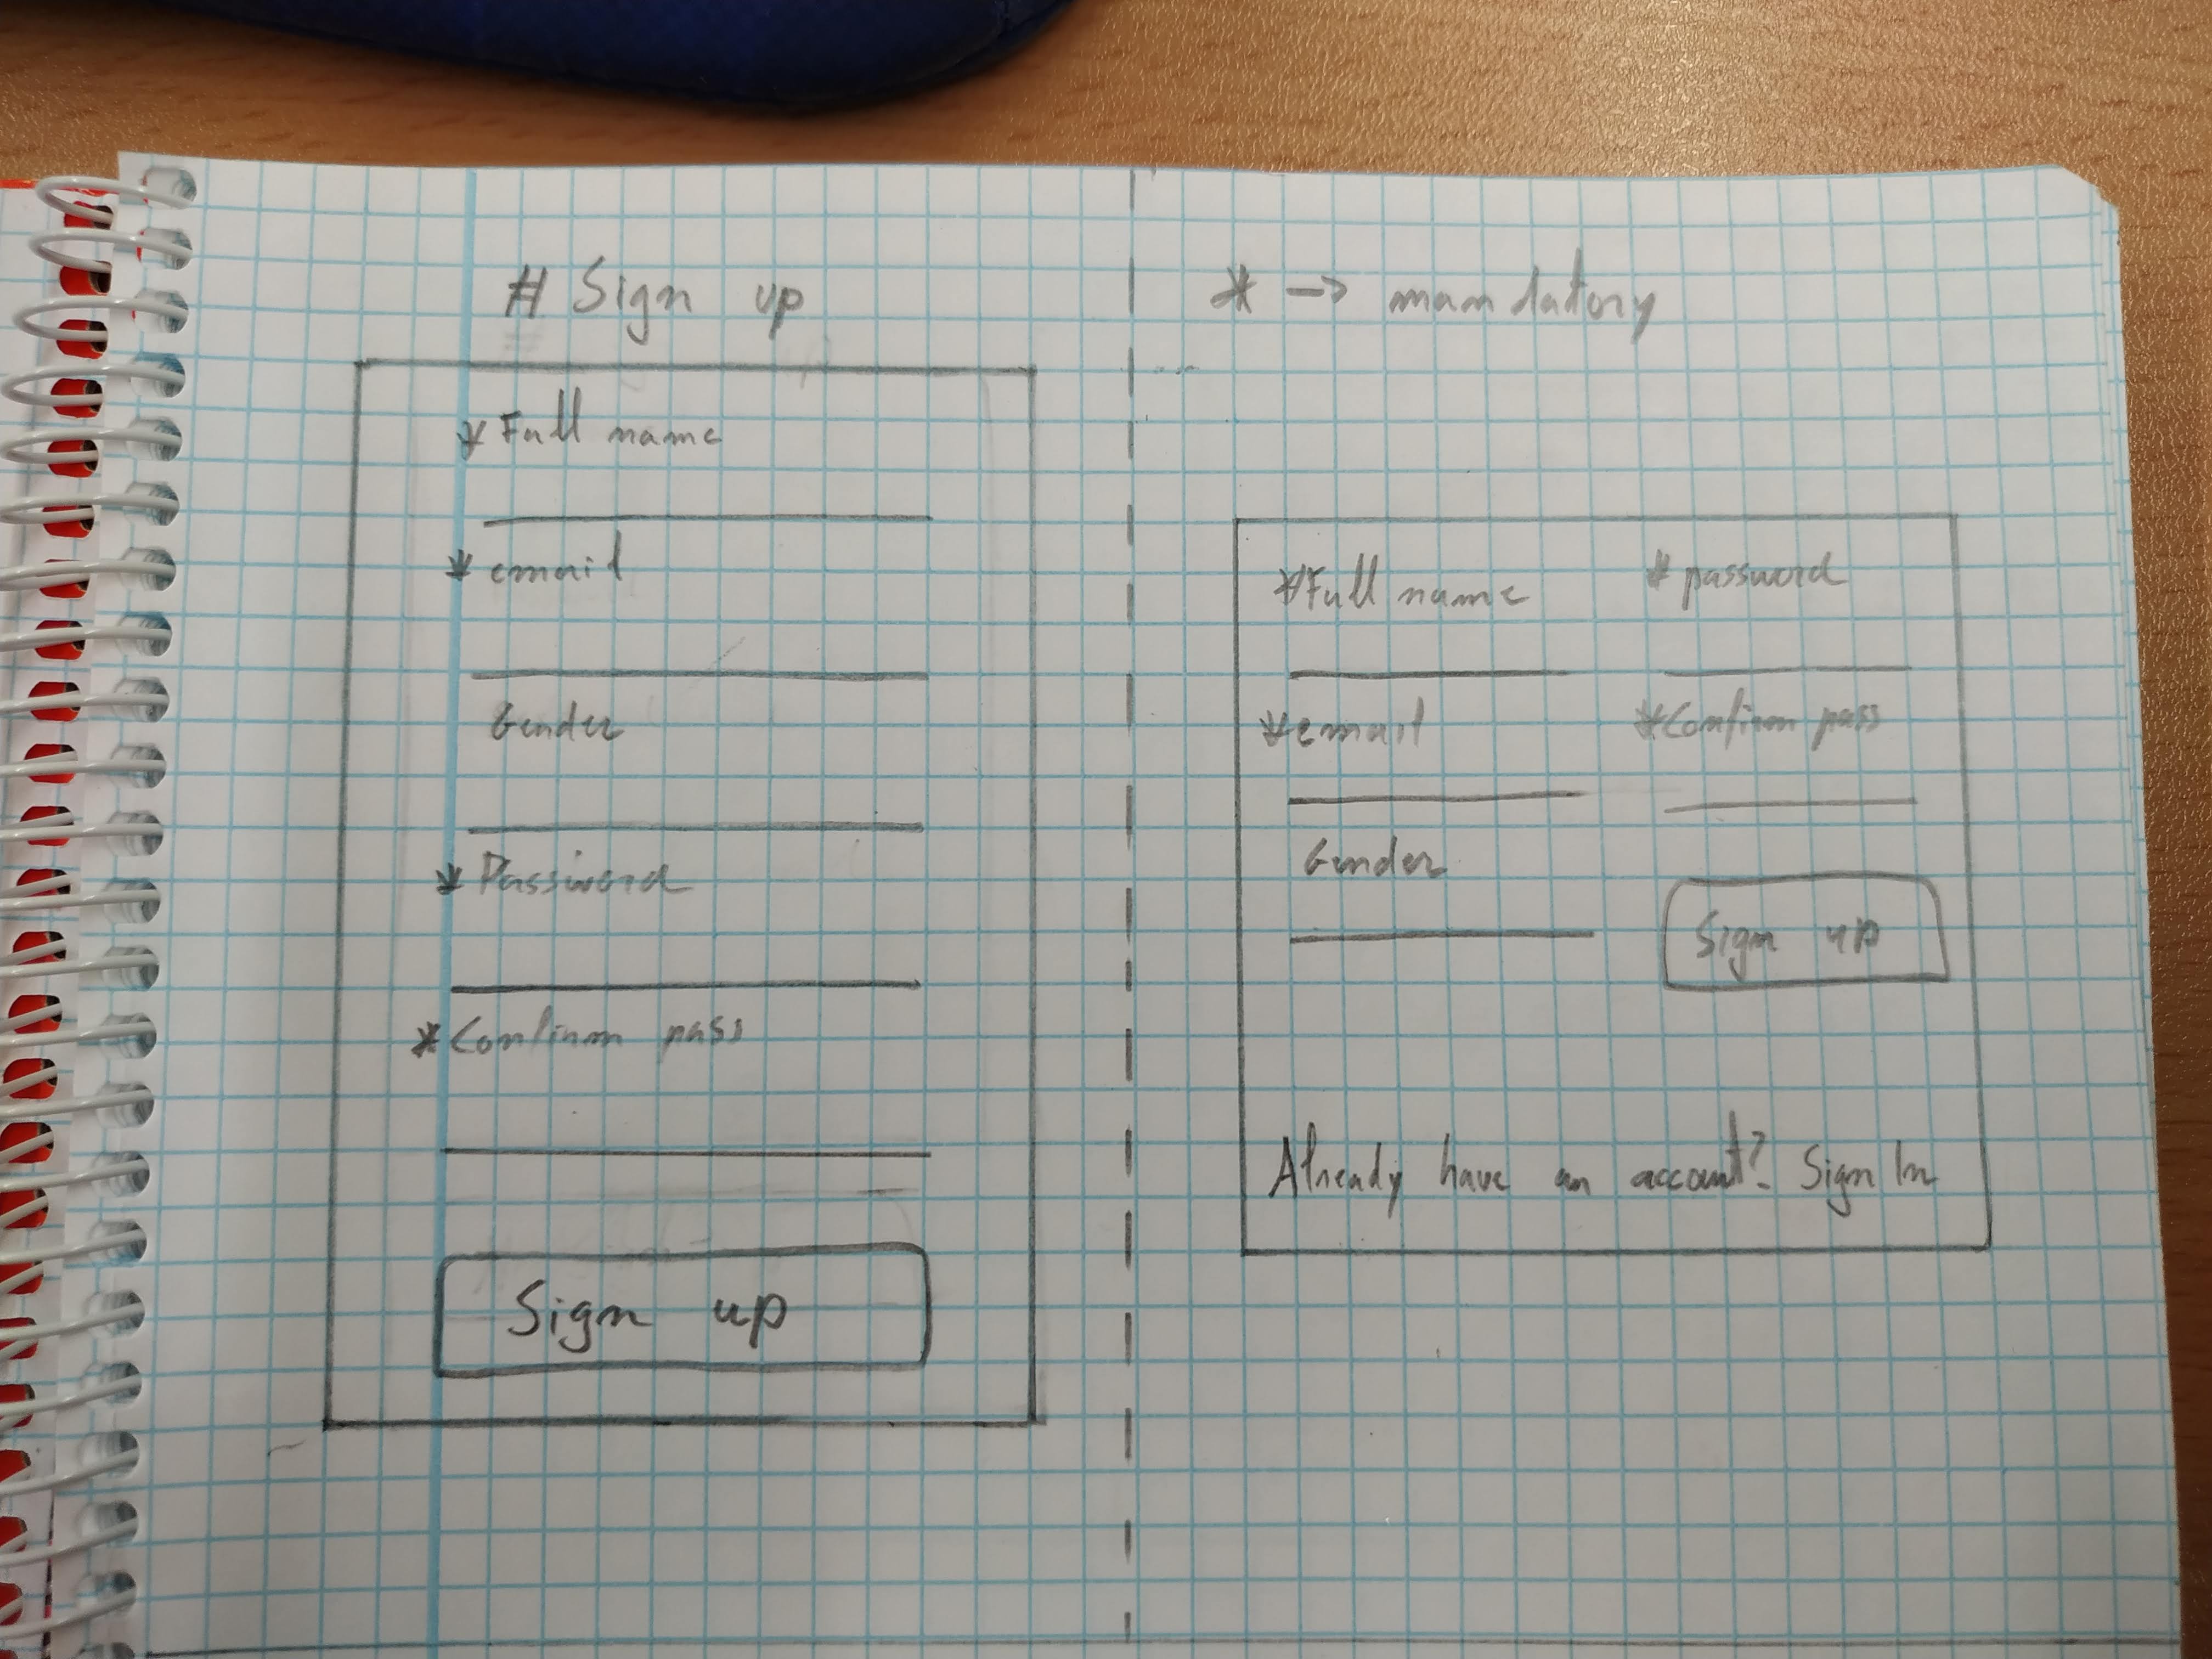 # Sign up
* Full name
* email
Gender
* Password
* Confirm pass
Sign up
* -> mandatory
* Full name
* password
* email
* Confirm pass
Gender
Sign up
Already have an account? Sign In